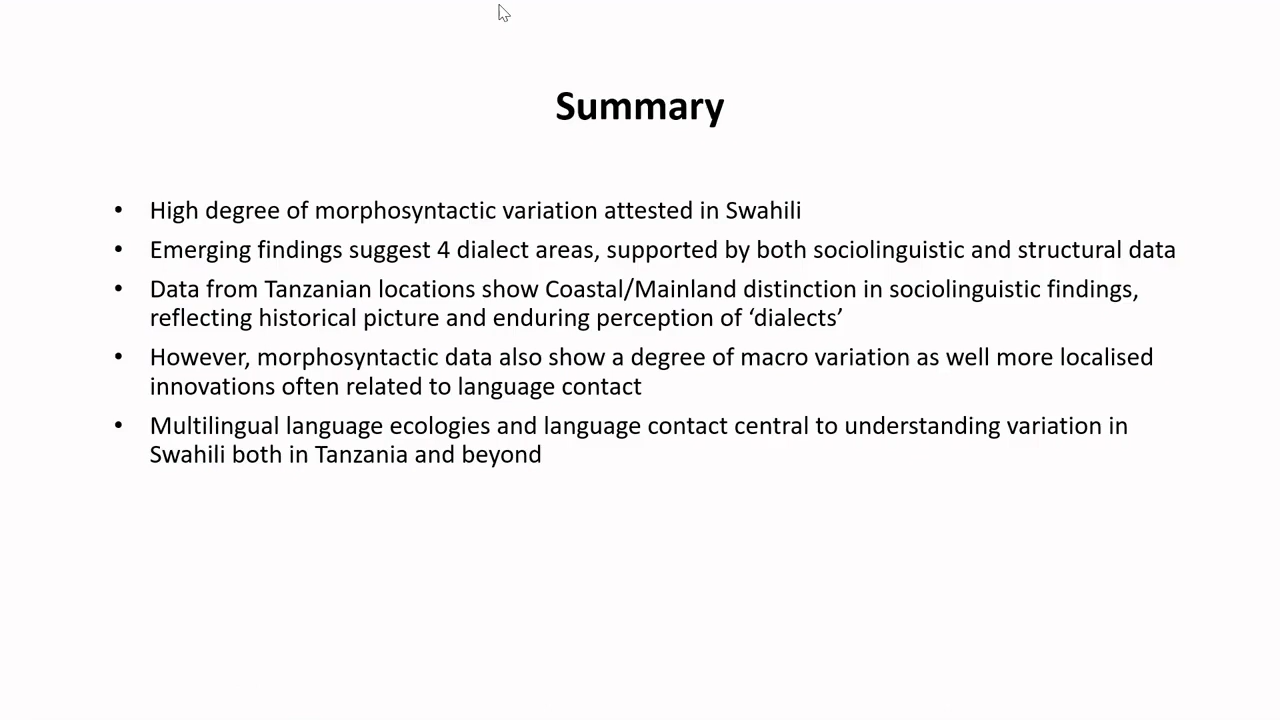 Summary
• High degree of morphosyntactic variation attested in Swahili
• Emerging findings suggest 4 dialect areas, supported by both sociolinguistic and structural data
• Data from Tanzanian locations show Coastal/Mainland distinction in sociolinguistic findings,
reflecting historical picture and enduring perception of ‘dialects’
• However, morphosyntactic data also show a degree of macro variation as well more localised
innovations often related to language contact
• Multilingual language ecologies and language contact central to understanding variation in
Swahili both in Tanzania and beyond